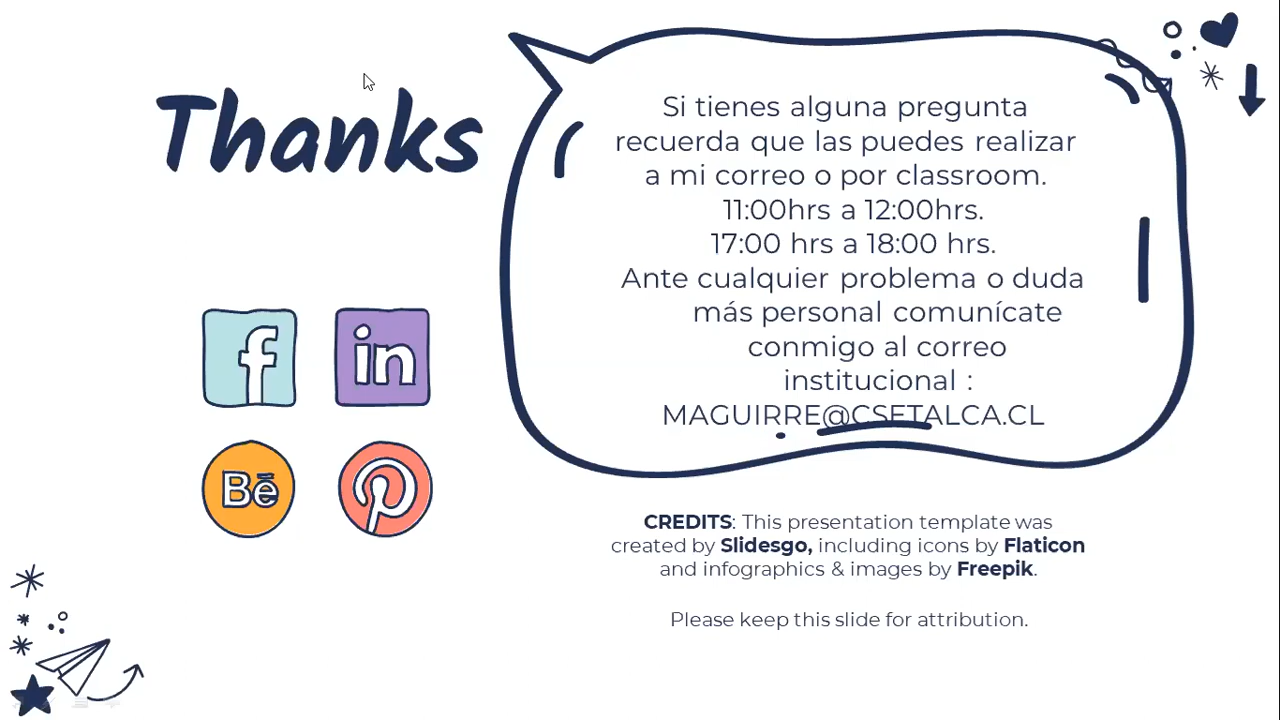 Thanks
Si tienes alguna pregunta
recuerda que las puedes realizar
a mi correo o por classroom.
11:00hrs a 12:00hrs.
17:00 hrs a 18:00 hrs.
Ante cualquier problema o duda
más personal comunícate
conmigo al correo
institucional :
MAGUIRRE@CSETALCA.CL
f
in
Bē
P
CREDITS: This presentation template was
created by Slidesgo, including icons by Flaticon
and infographics & images by Freepik.
Please keep this slide for attribution.